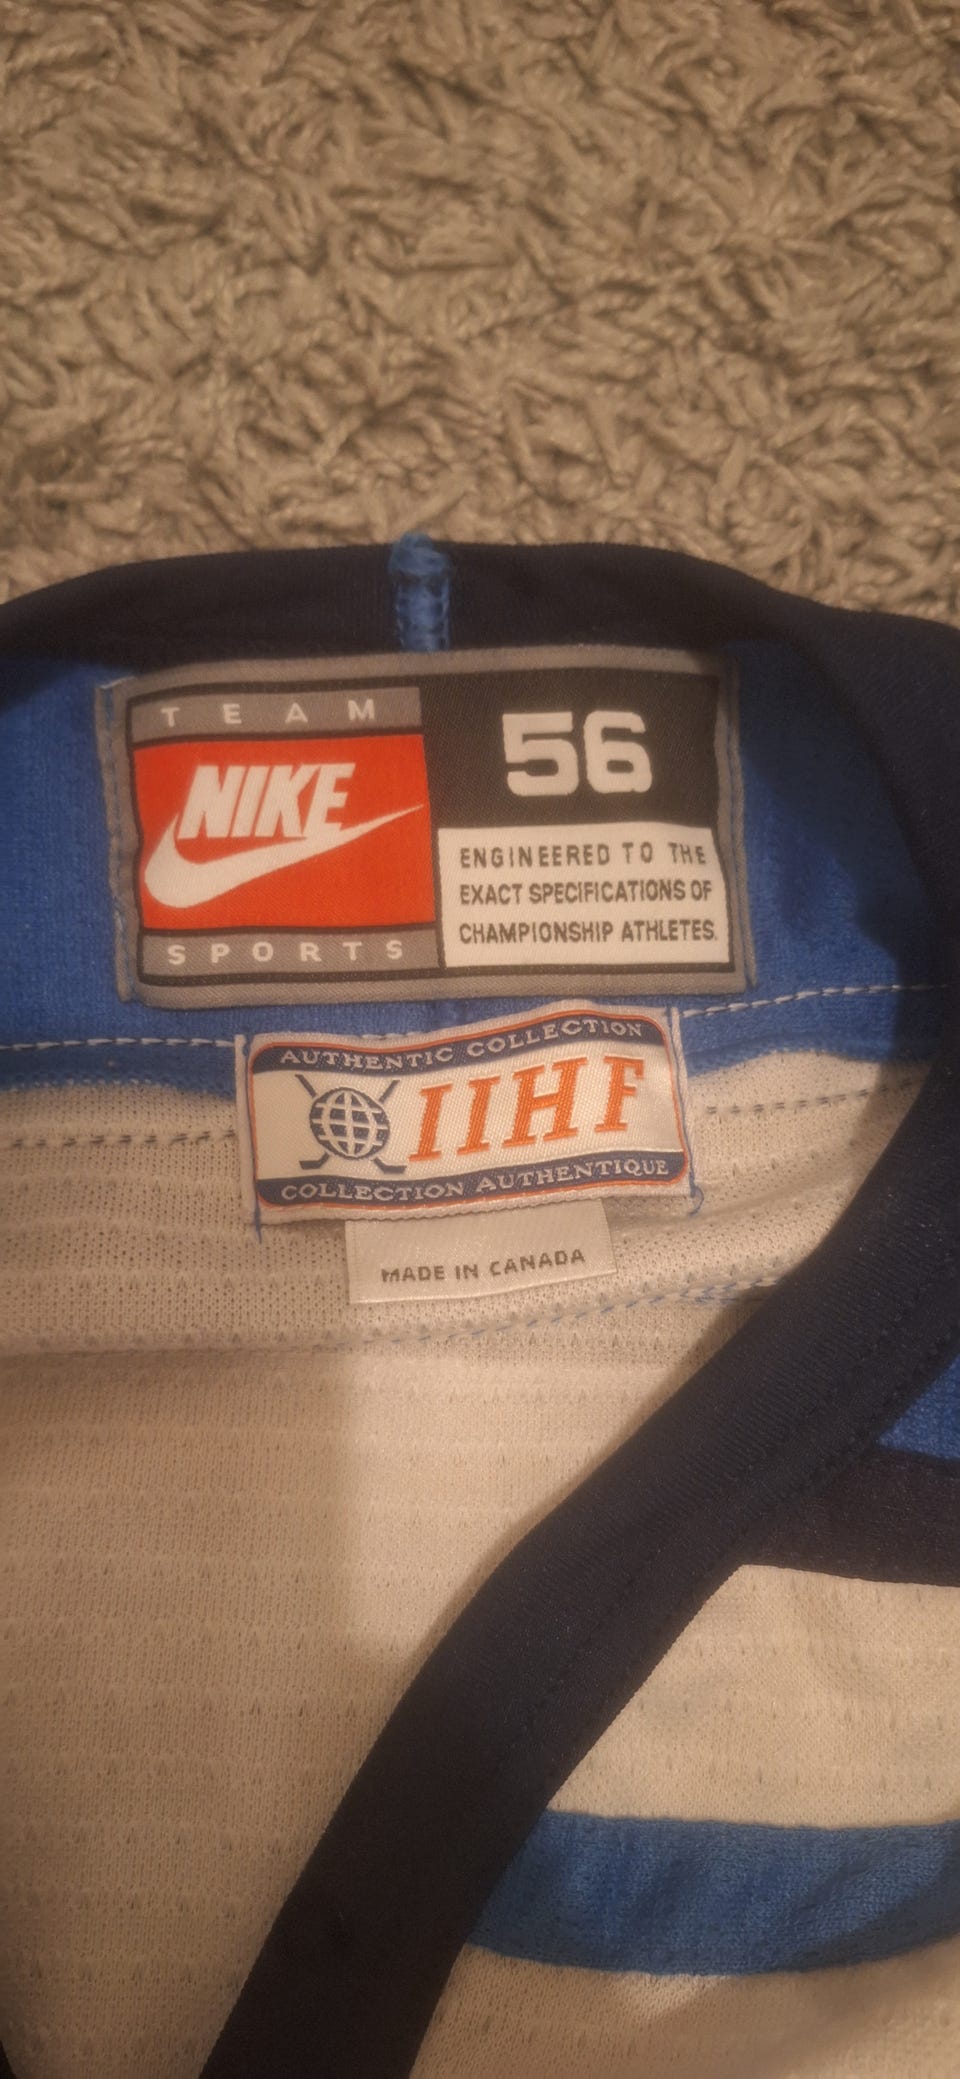 TEAM
NIKE
SPORTS
56
ENGINEERED TO THE
EXACT SPECIFICATIONS OF
CHAMPIONSHIP ATHLETES.
AUTHENTIC COLLECTION
IIHF
COLLECTION AUTHENTIQUE
MADE IN CANADA